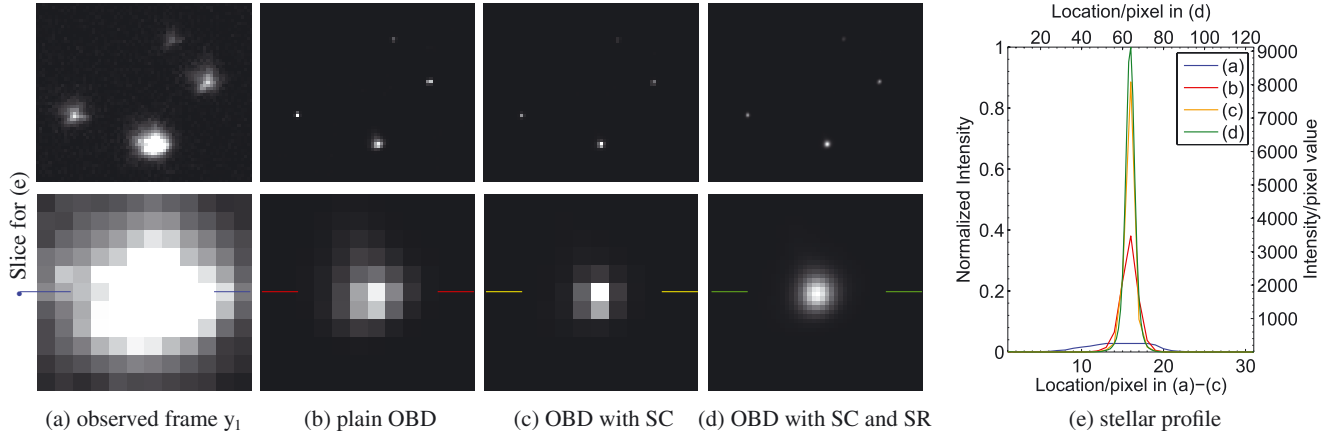 Slice for (e)
(a) observed frame y1
(b) plain OBD
(c) OBD with SC
(d) OBD with SC and SR
Location/pixel in (d)
20 40 60 80 100 120
1
0.8
0.6
0.4
0.2
0
Normalized Intensity
(a)
(b)
(c)
(d)
9000
8000
7000
6000
5000
4000
3000
2000
1000
Intensity/pixel value
10 20 30
Location/pixel in (a)−(c)
(e) stellar profile